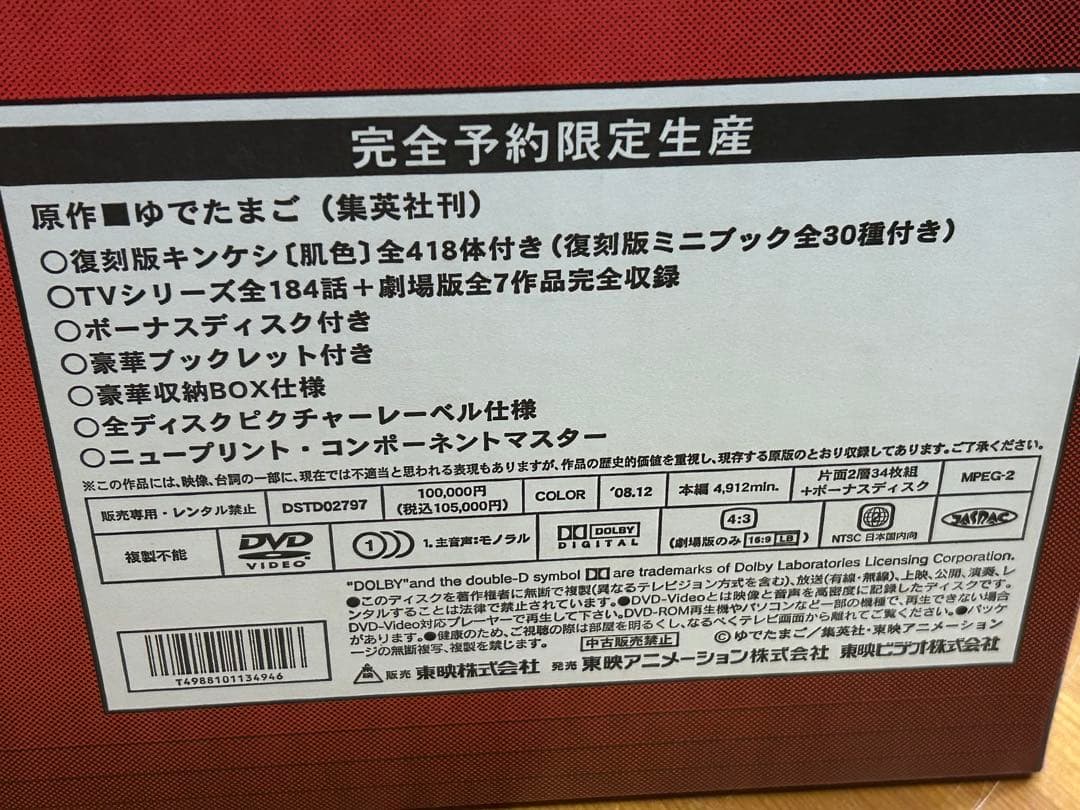 完全予約限定生産
原作■ゆでたまご（集英社刊）
○復刻版キンケシ〔肌色〕全418体付き（復刻版ミニブック全30種付き）
○TVシリーズ全184話＋劇場版全7作品完全収録
○ボーナスディスク付き
○豪華ブックレット付き
○豪華収納BOX仕様
○全ディスクピクチャーレーベル仕様
○ニュープリント・コンポーネントマスター
※この作品には、映像、台詞の一部に、現在では不適当と思われる表現もありますが、作品の歴史的価値を重視し、現存する原版のとおり収録してあります。ご了承ください。
販売専用・レンタル禁止 DSTD02797 100,000円 (税込105,000円) COLOR '08.12 本編 4,912min. 片面2層34枚組 +ボーナスディスク MPEG-2
複製不能 DVD VIDEO 1 1.主音声:モノラル DOLBY DIGITAL 4:3 (劇場版のみ 16:9 LB) 2 NTSC 日本国内向 JASRAC
"DOLBY"and the double-D symbol are trademarks of Dolby Laboratories Licensing Corporation.
●このディスクを著作権者に無断で複製(異なるテレビジョン方式を含む)、放送(有線・無線)、上映、公開、演奏、レ
ンタルすることは法律で禁止されています。●DVD-Videoとは映像と音声を高密度に記録したディスクです。
DVD-Video対応プレーヤーで再生して下さい。DVD-ROM再生機やパソコンなど一部の機種で、再生できない場合
があります。●健康のため、ご視聴の際は部屋を明るくし、なるべくテレビ画面から離れてご覧ください。●パッケ
ージの無断複写、複製を禁じます。 中古販売禁止 ©ゆでたまご／集英社・東映アニメーション
販売 東映株式会社 発売 東映アニメーション株式会社 東映ビデオ株式会社
T4988101134946